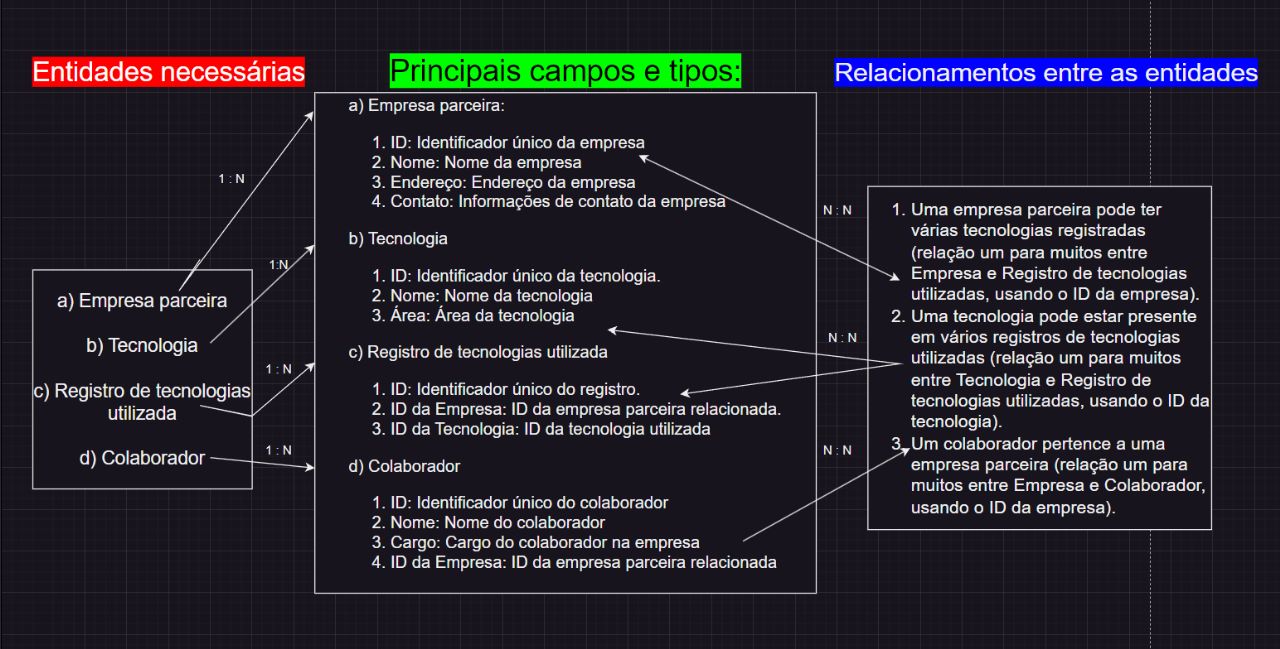 Entidades necessárias
Principais campos e tipos:
Relacionamentos entre as entidades
1 : N
1:N
1 : N
1 : N
a) Empresa parceira
b) Tecnologia
c) Registro de tecnologias
utilizada
d) Colaborador
a) Empresa parceira:
1. ID: Identificador único da empresa
2. Nome: Nome da empresa
3. Endereço: Endereço da empresa
4. Contato: Informações de contato da empresa
b) Tecnologia
1. ID: Identificador único da tecnologia.
2. Nome: Nome da tecnologia
3. Área: Área da tecnologia
c) Registro de tecnologias utilizada
1. ID: Identificador único do registro.
2. ID da Empresa: ID da empresa parceira relacionada.
3. ID da Tecnologia: ID da tecnologia utilizada
d) Colaborador
1. ID: Identificador único do colaborador
2. Nome: Nome do colaborador
3. Cargo: Cargo do colaborador na empresa
4. ID da Empresa: ID da empresa parceira relacionada
N : N
N : N
N : N
1. Uma empresa parceira pode ter
várias tecnologias registradas
(relação um para muitos entre
Empresa e Registro de tecnologias
utilizadas, usando o ID da empresa).
2. Uma tecnologia pode estar presente
em vários registros de tecnologias
utilizadas (relação um para muitos
entre Tecnologia e Registro de
tecnologias utilizadas, usando o ID da
tecnologia).
3. Um colaborador pertence a uma
empresa parceira (relação um para
muitos entre Empresa e Colaborador,
usando o ID da empresa).